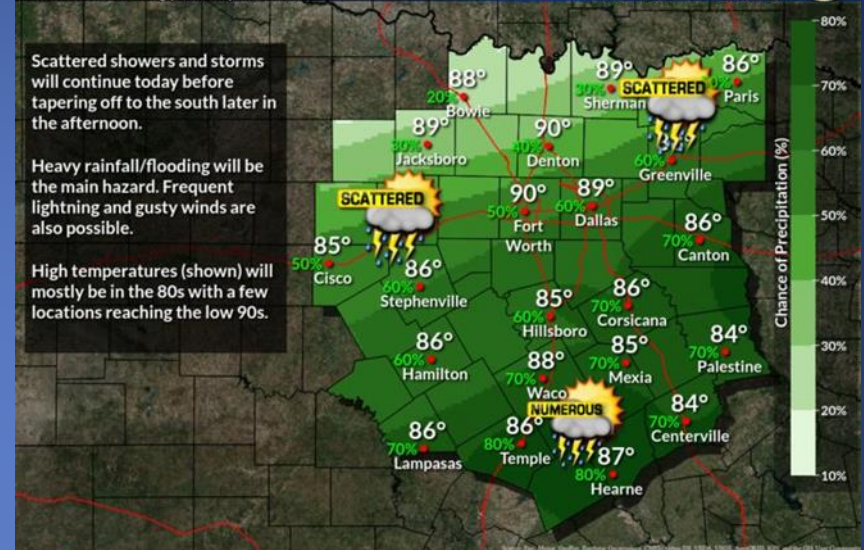 Scattered showers and storms
will continue today before
tapering off to the south later in
the afternoon.
Heavy rainfall/flooding will be
the main hazard. Frequent
lightning and gusty winds are
also possible.
High temperatures (shown) will
mostly be in the 80s with a few
locations reaching the low 90s.
88°
20%
Bowie
89°
30%
Sherman
SCATTERED
86°
Paris
89°
30%
Jacksboro
90°
40%
Denton
60%
Greenville
SCATTERED
90°
50%
Fort
Worth
89°
60%
Dallas
86°
70%
Canton
85°
50%
Cisco
86°
60%
Stephenville
85°
60%
Hillsboro
86°
70%
Corsicana
86°
60%
Hamilton
88°
70%
Waco
85°
70%
Mexia
84°
70%
Palestine
NUMEROUS
86°
70%
Lampasas
86°
80%
Temple
87°
80%
Hearne
84°
70%
Centerville
Chance of Precipitation (%)
80%
70%
60%
50%
40%
30%
20%
10%